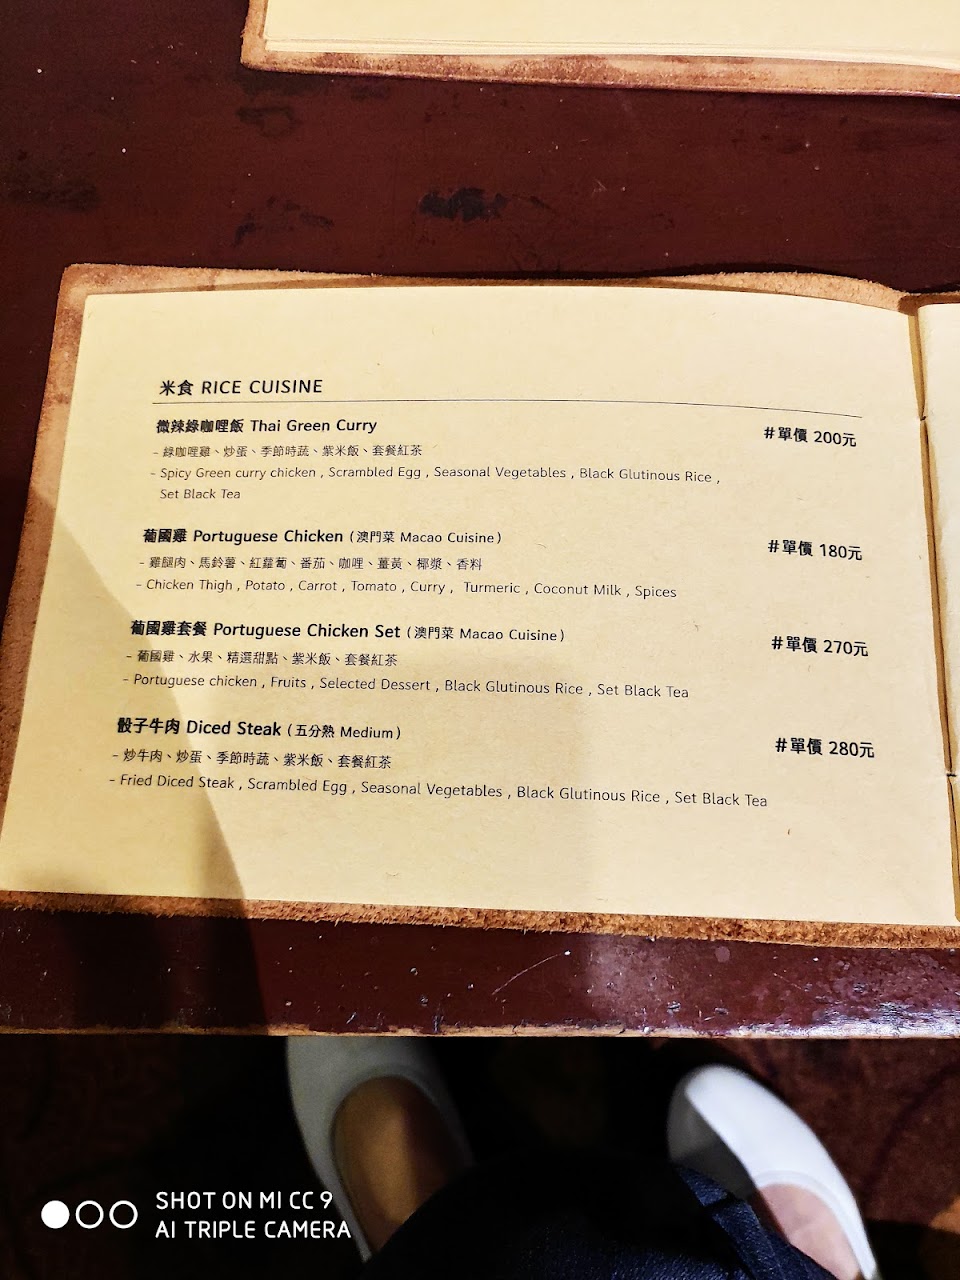 米食 RICE CUISINE
微辣綠咖哩飯 Thai Green Curry
#單價 200元
- 綠咖哩雞、炒蛋、季節時蔬、紫米飯、套餐紅茶
- Spicy Green curry chicken , Scrambled Egg , Seasonal Vegetables , Black Glutinous Rice ,
Set Black Tea
葡國雞 Portuguese Chicken (澳門菜 Macao Cuisine)
#單價 180元
- 雞腿肉、馬鈴薯、紅蘿蔔、番茄、咖哩、薑黃、椰漿、香料
- Chicken Thigh , Potato , Carrot , Tomato , Curry , Turmeric , Coconut Milk , Spices
葡國雞套餐 Portuguese Chicken Set (澳門菜 Macao Cuisine)
#單價 270元
- 葡國雞、水果、精選甜點、紫米飯、套餐紅茶
- Portuguese chicken , Fruits , Selected Dessert , Black Glutinous Rice , Set Black Tea
骰子牛肉 Diced Steak (五分熟 Medium)
#單價 280元
- 炒牛肉、炒蛋、季節時蔬、紫米飯、套餐紅茶
- Fried Diced Steak , Scrambled Egg , Seasonal Vegetables , Black Glutinous Rice , Set Black Tea
SHOT ON MI CC 9
AI TRIPLE CAMERA